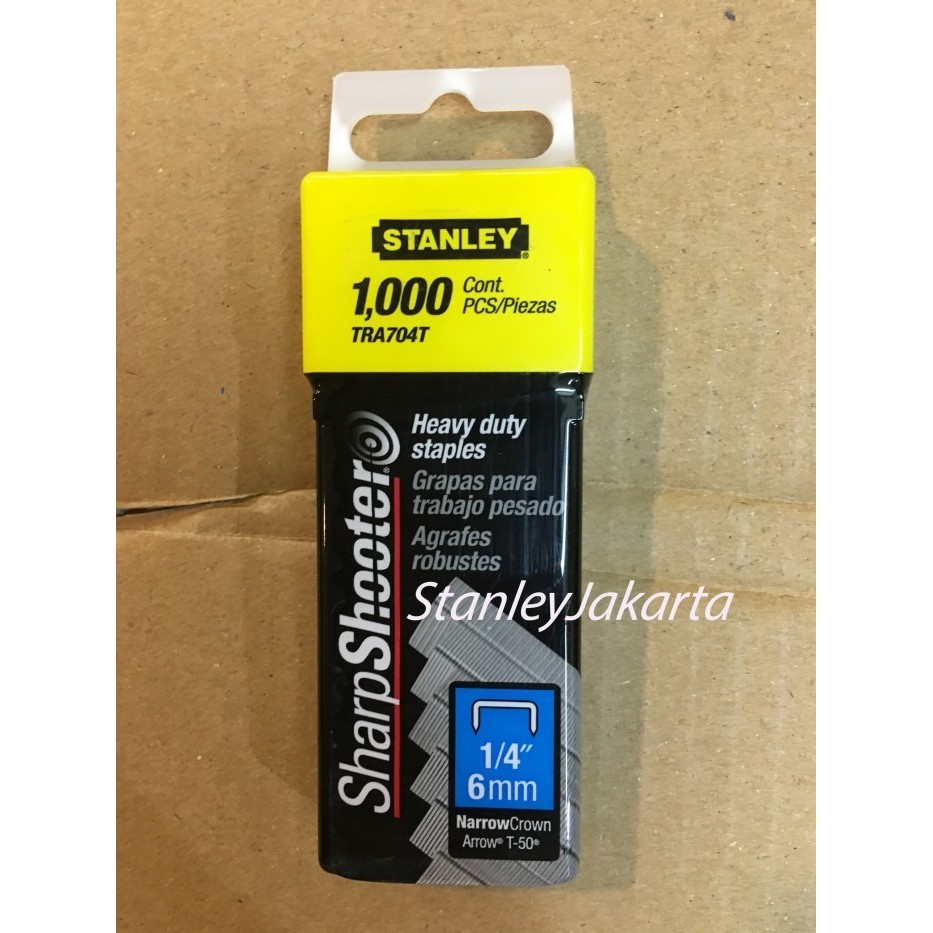 STANLEY®
1,000 Cont.
PCS/Piezas
TRA704T
SharpShooter®
Heavy duty
staples
Grapas para
trabajo pesado
Agrafes
robustes
StanleyJakarta
1/4"
6mm
NarrowCrown
Arrow® T-50®